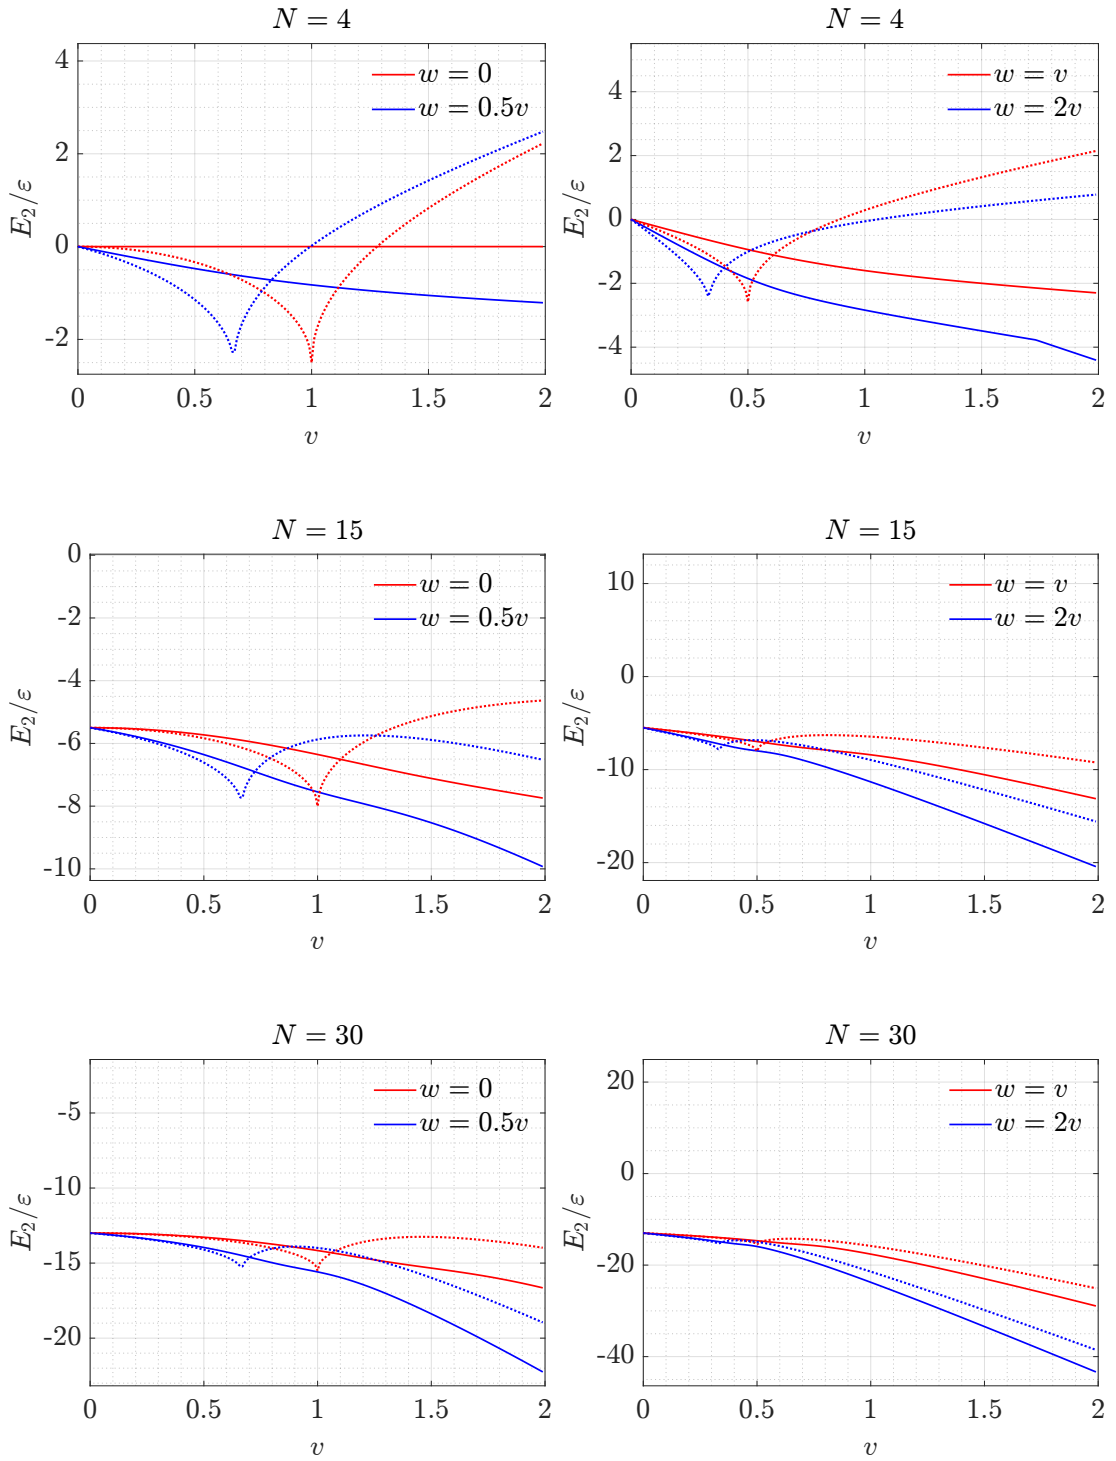 N = 4
w = 0
w = 0.5v
4
2
0
-2
E₂/ε
0 0.5 1 1.5 2
v
N = 4
w = v
w = 2v
4
2
0
-2
-4
E₂/ε
0 0.5 1 1.5 2
v
N = 15
w = 0
w = 0.5v
0
-2
-4
-6
-8
-10
E₂/ε
0 0.5 1 1.5 2
v
N = 15
w = v
w = 2v
10
0
-10
-20
E₂/ε
0 0.5 1 1.5 2
v
N = 30
w = 0
w = 0.5v
-5
-10
-15
-20
E₂/ε
0 0.5 1 1.5 2
v
N = 30
w = v
w = 2v
20
0
-20
-40
E₂/ε
0 0.5 1 1.5 2
v